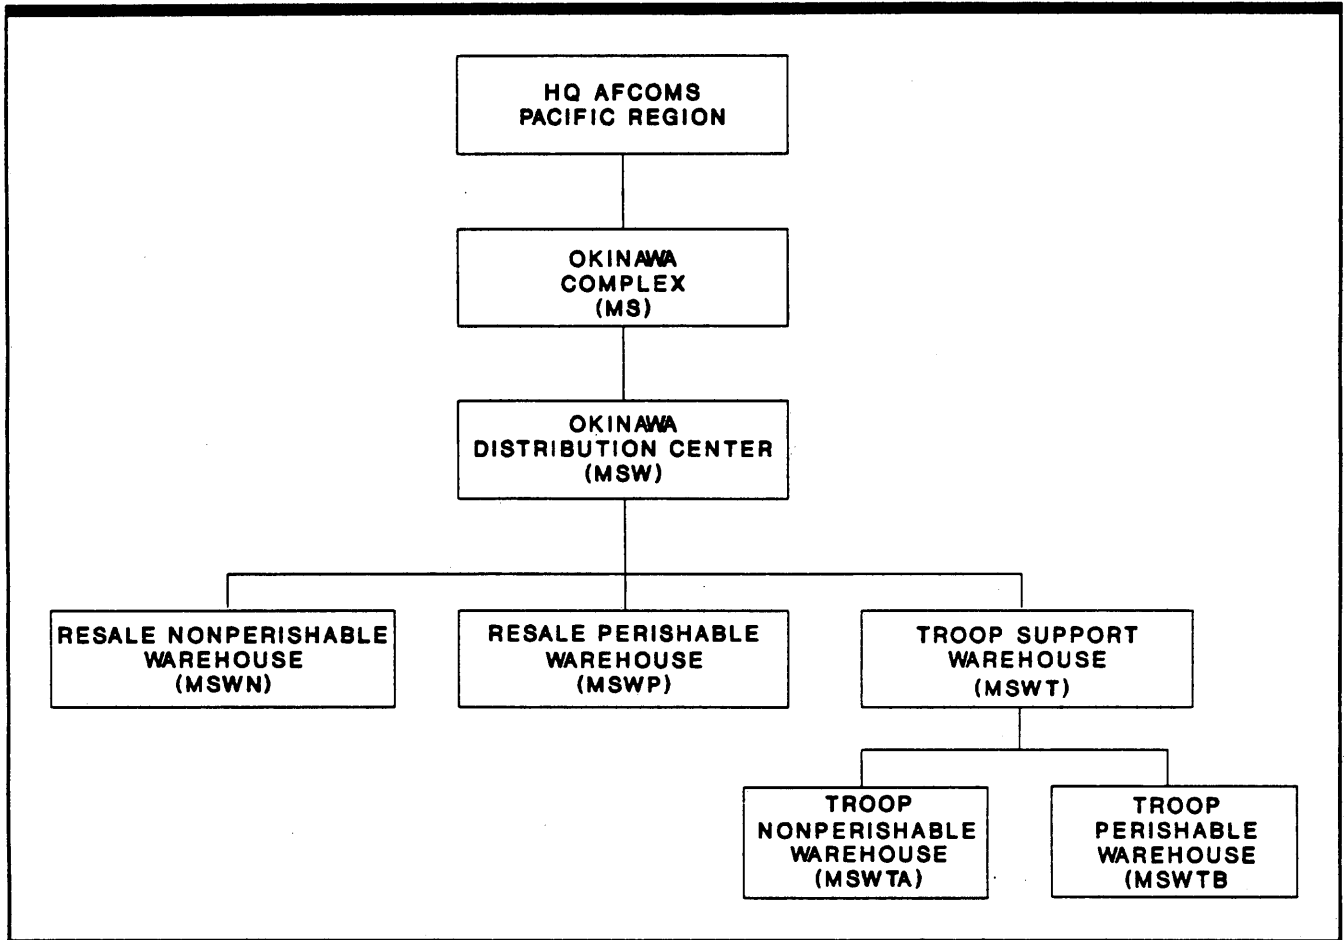 HQ AFCOMS
PACIFIC REGION
OKINAWA
COMPLEX
(MS)
OKINAWA
DISTRIBUTION CENTER
(MSW)
RESALE NONPERISHABLE
WAREHOUSE
(MSWN)
RESALE PERISHABLE
WAREHOUSE
(MSWP)
TROOP SUPPORT
WAREHOUSE
(MSWT)
TROOP
NONPERISHABLE
WAREHOUSE
(MSWTA)
TROOP
PERISHABLE
WAREHOUSE
(MSWTB